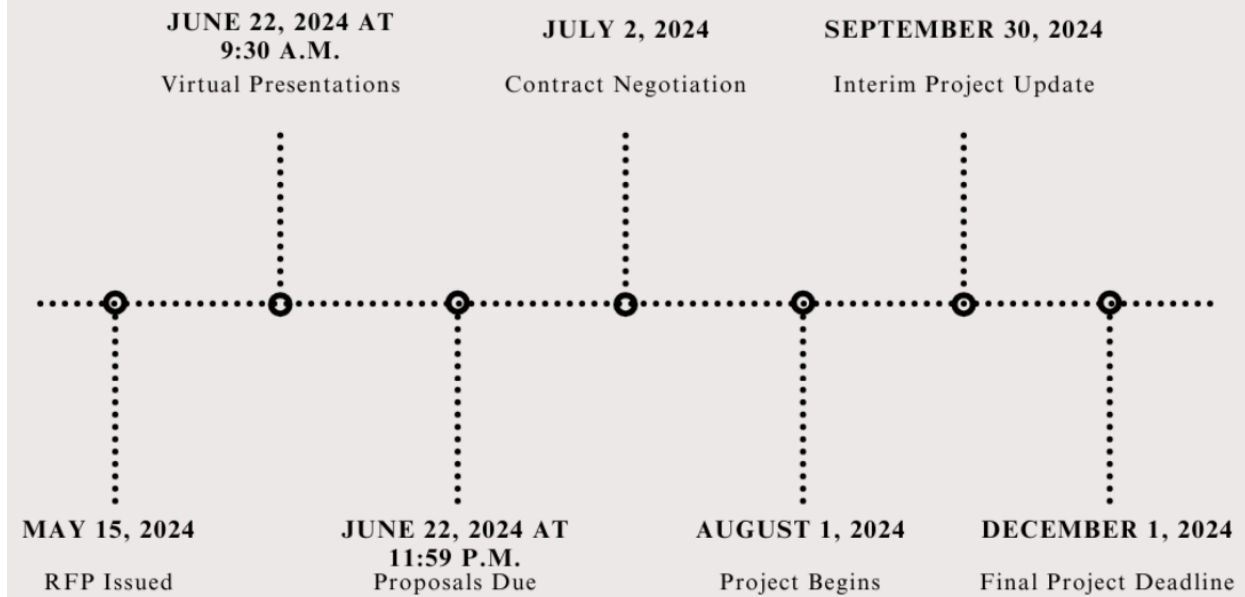 JUNE 22, 2024 AT
9:30 A.M.
Virtual Presentations
JULY 2, 2024
Contract Negotiation
SEPTEMBER 30, 2024
Interim Project Update
MAY 15, 2024
RFP Issued
JUNE 22, 2024 AT
11:59 P.M.
Proposals Due
AUGUST 1, 2024
Project Begins
DECEMBER 1, 2024
Final Project Deadline